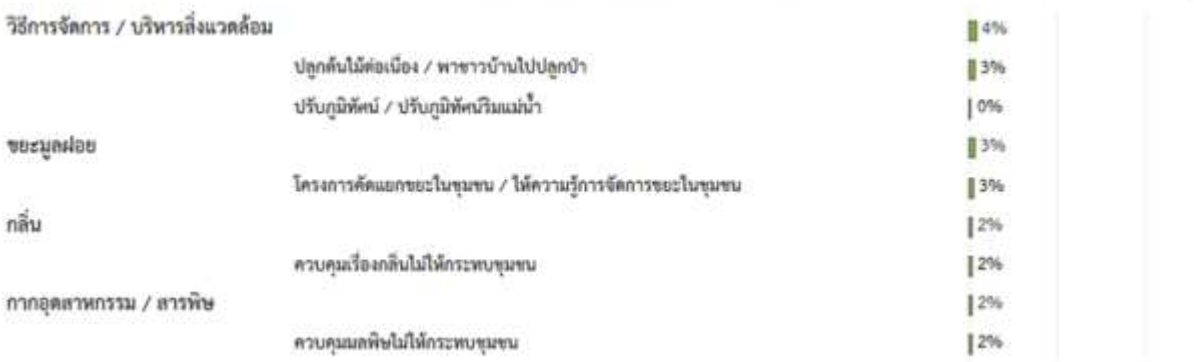 วิธีการจัดการ / บริหารสิ่งแวดล้อม 4%
ปลูกต้นไม้ต่อเนื่อง / พาชาวบ้านไปปลูกป่า 3%
ปรับภูมิทัศน์ / ปรับภูมิทัศน์ริมแม่น้ำ 0%
ขยะมูลฝอย 3%
โครงการคัดแยกขยะในชุมชน / ให้ความรู้การจัดการขยะในชุมชน 3%
กลิ่น 2%
ควบคุมเรื่องกลิ่นไม่ให้กระทบชุมชน 2%
กากอุตสาหกรรม / สารพิษ 2%
ควบคุมมลพิษไม่ให้กระทบชุมชน 2%